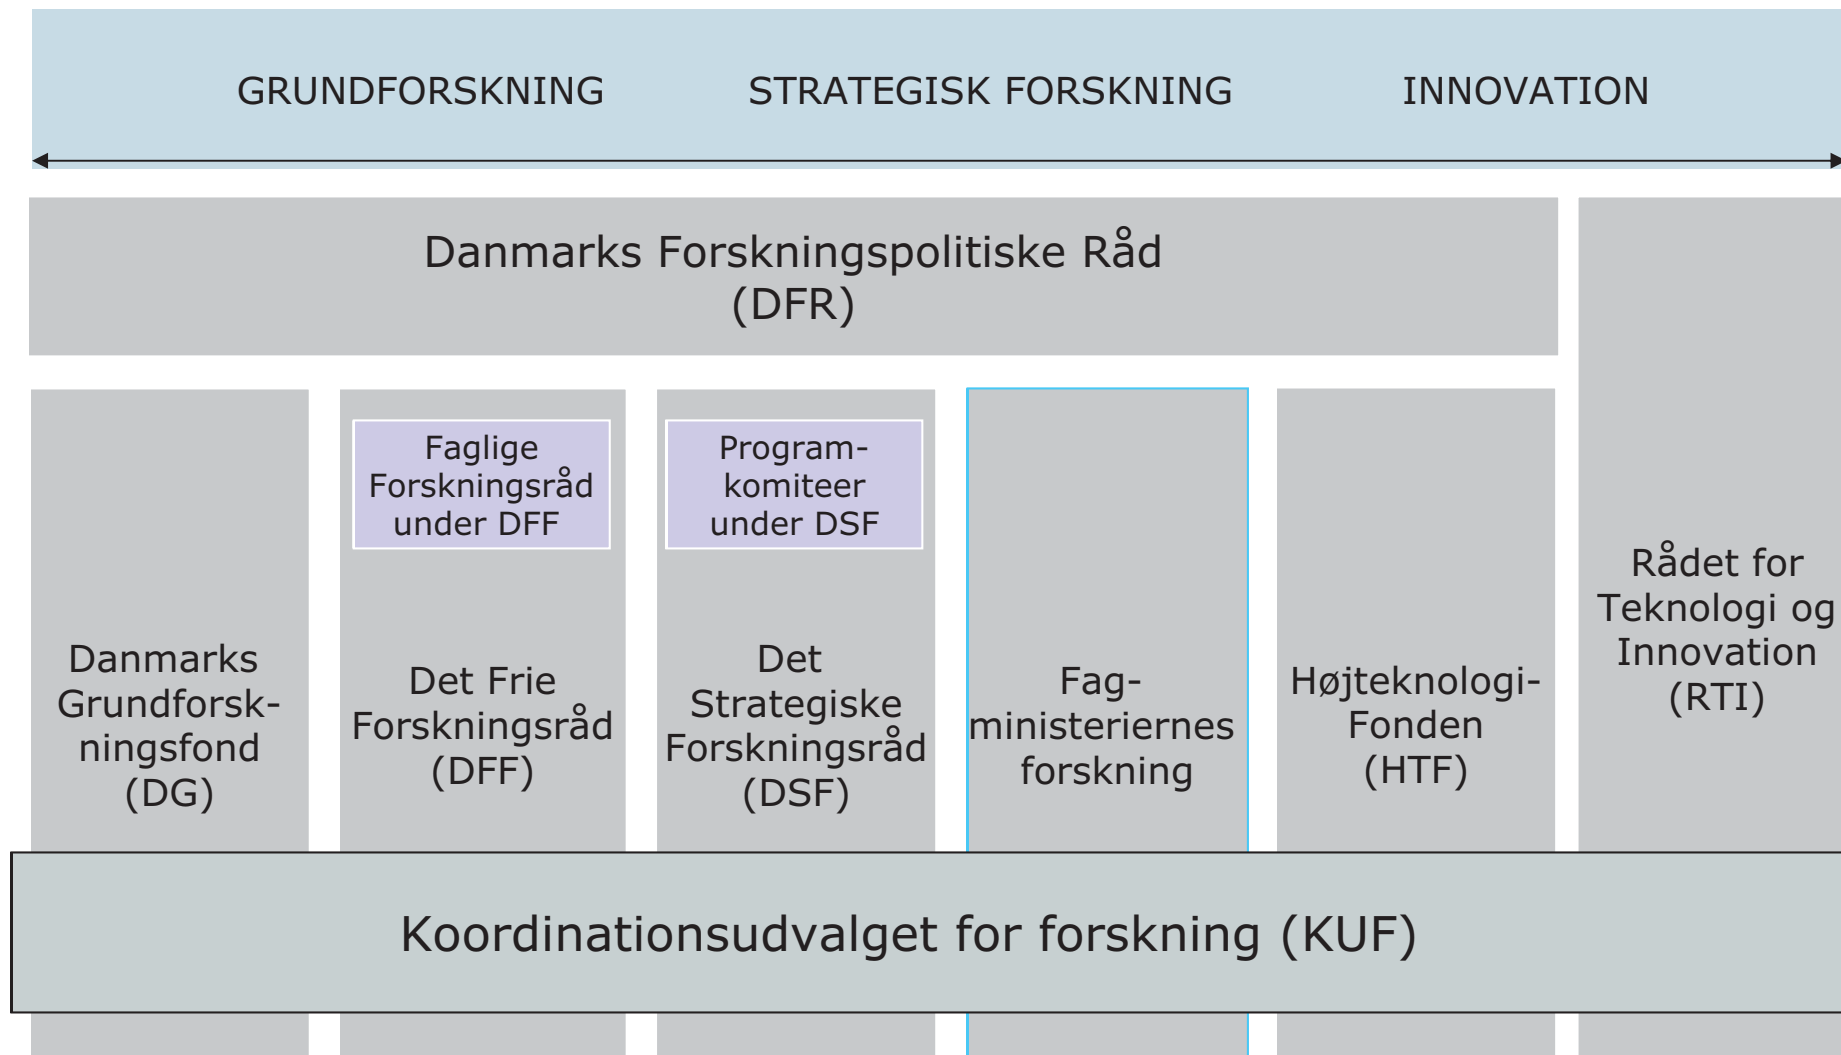 GRUNDFORSKNING
STRATEGISK FORSKNING
INNOVATION
Danmarks Forskningspolitiske Råd
(DFR)
Faglige
Forskningsråd
under DFF
Program-
komiteer
under DSF
Danmarks
Grundforsk-
ningsfond
(DG)
Det Frie
Forskningsråd
(DFF)
Det
Strategiske
Forskningsråd
(DSF)
Fag-
ministeriernes
forskning
Højteknologi-
Fonden
(HTF)
Rådet for
Teknologi og
Innovation
(RTI)
Koordinationsudvalget for forskning (KUF)